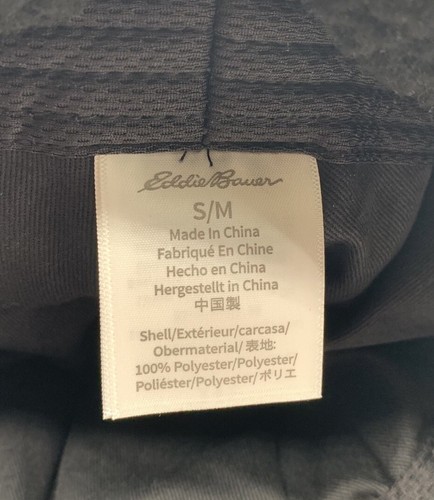 Eddie Bauer
S/M
Made In China
Fabriqué En Chine
Hecho en China
Hergestellt in China
中国製
Shell/Extérieur/carcasa/
Obermaterial/ 表地:
100% Polyester/Polyester/
Poliéster/Polyester/ポリエ